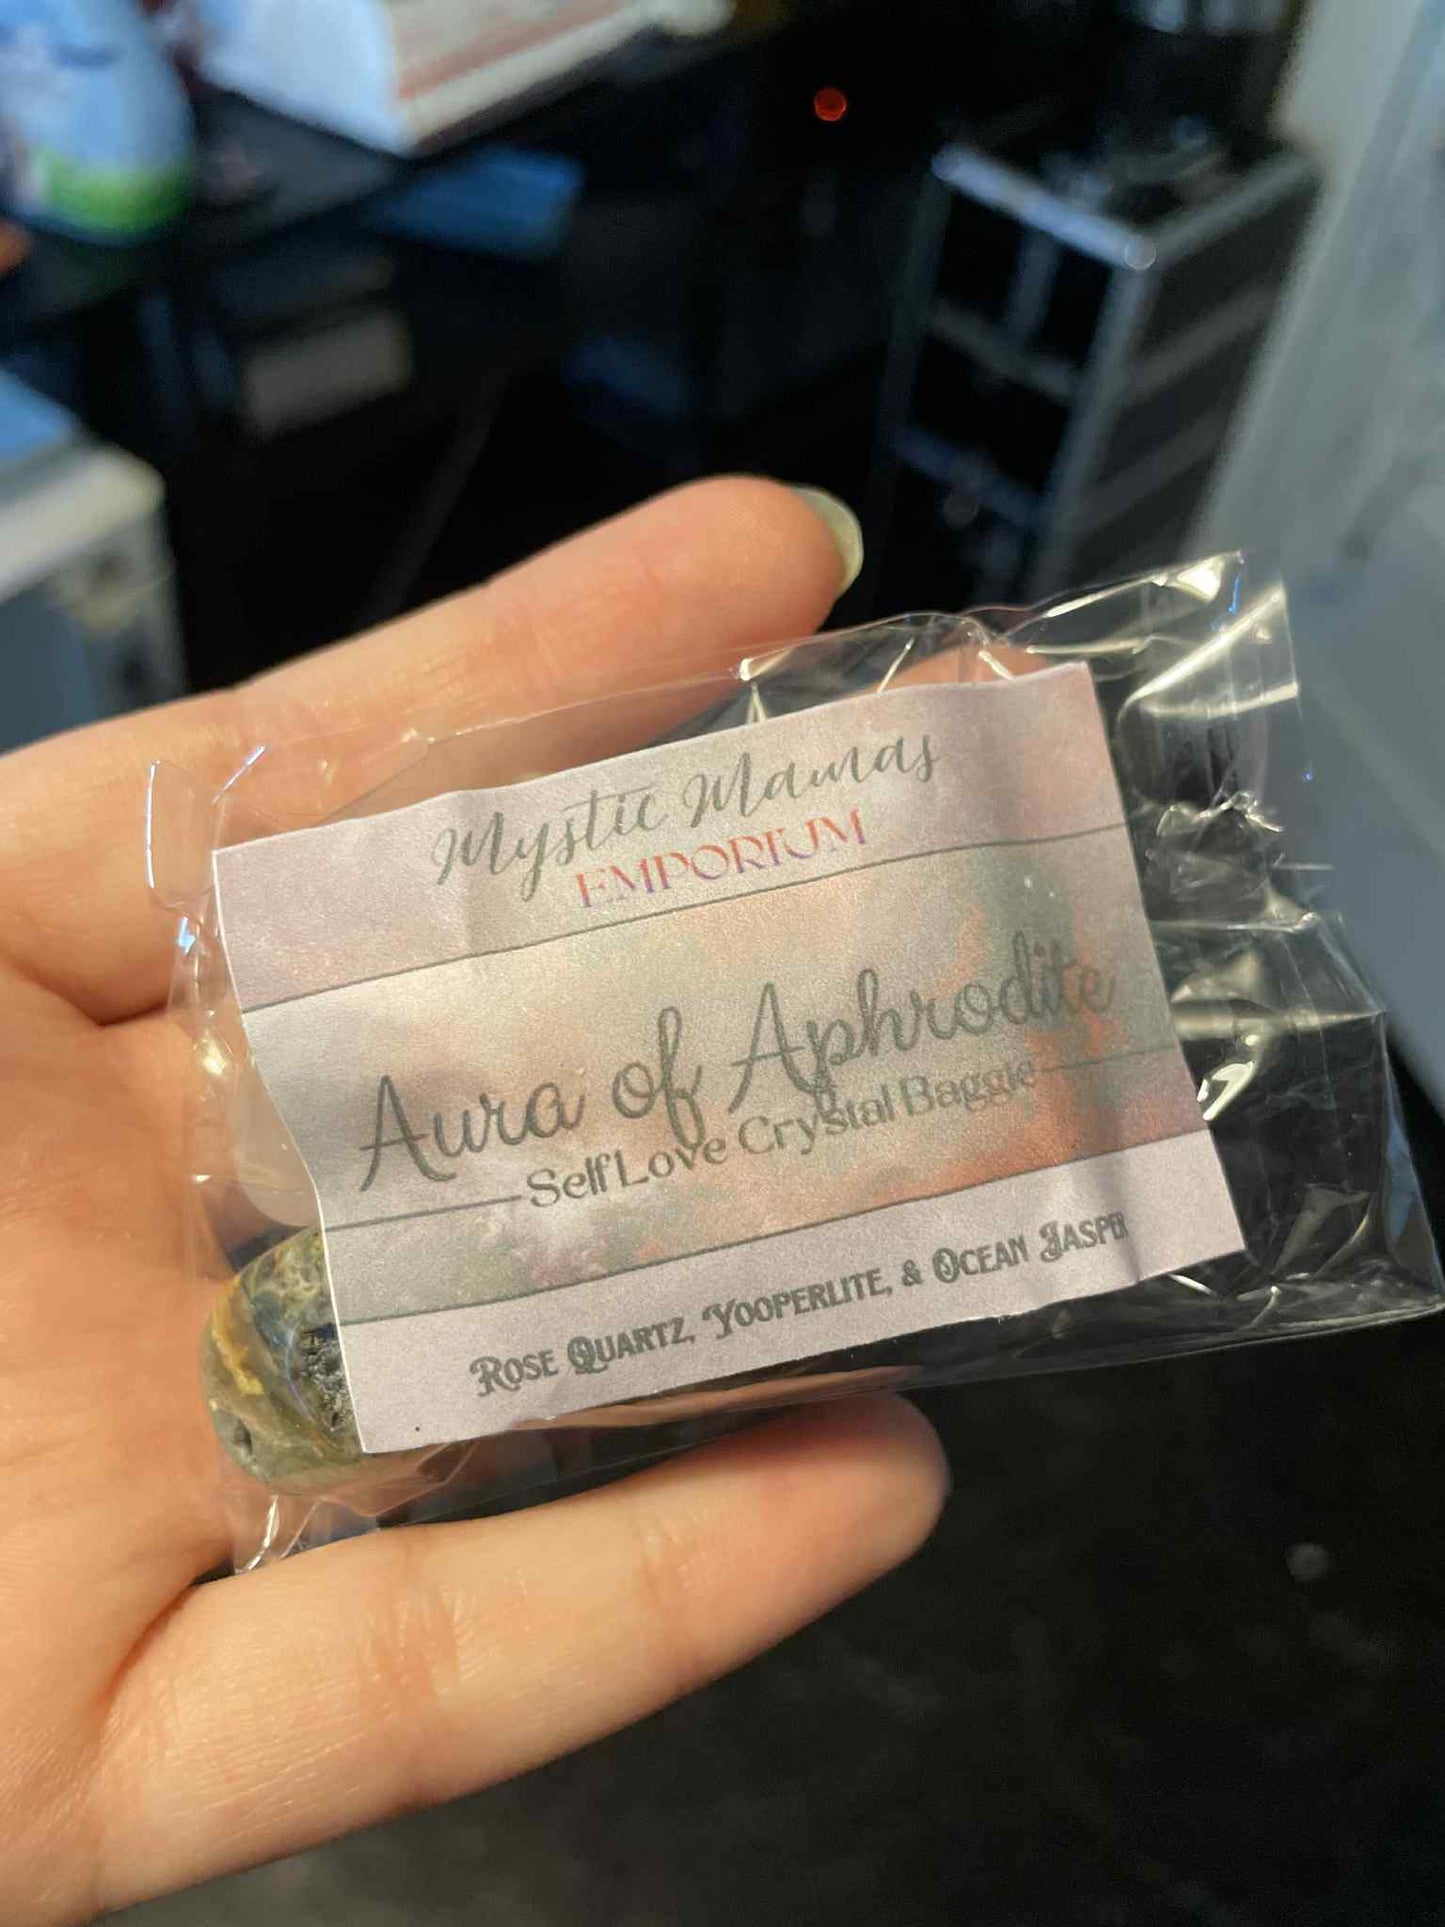 Mystic Mamas
EMPORIUM
Aura of Aphrodite
Self Love Crystal Baggie
ROSE QUARTZ, YOOPERLITE, & OCEAN JASPER